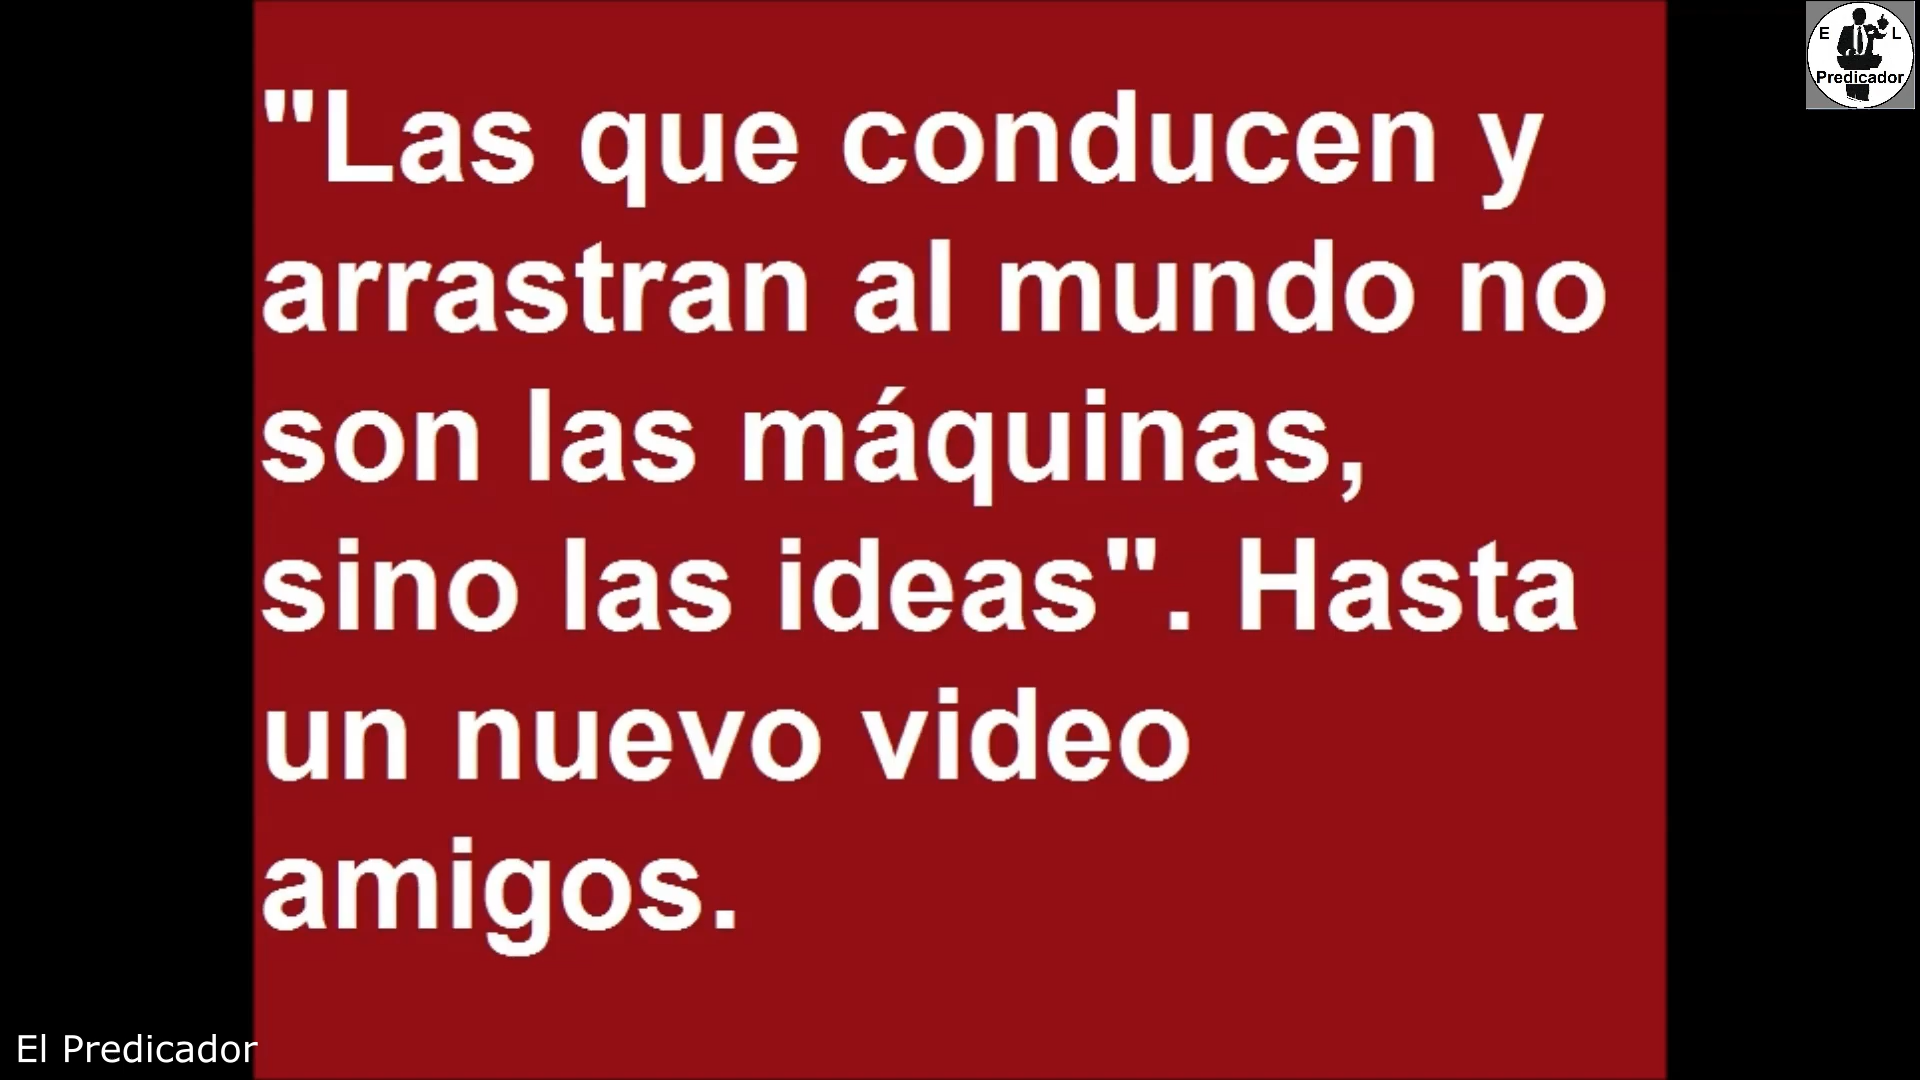 "Las que conducen y
arrastran al mundo no
son las máquinas,
sino las ideas". Hasta
un nuevo video
amigos.
E L
Predicador
El Predicador